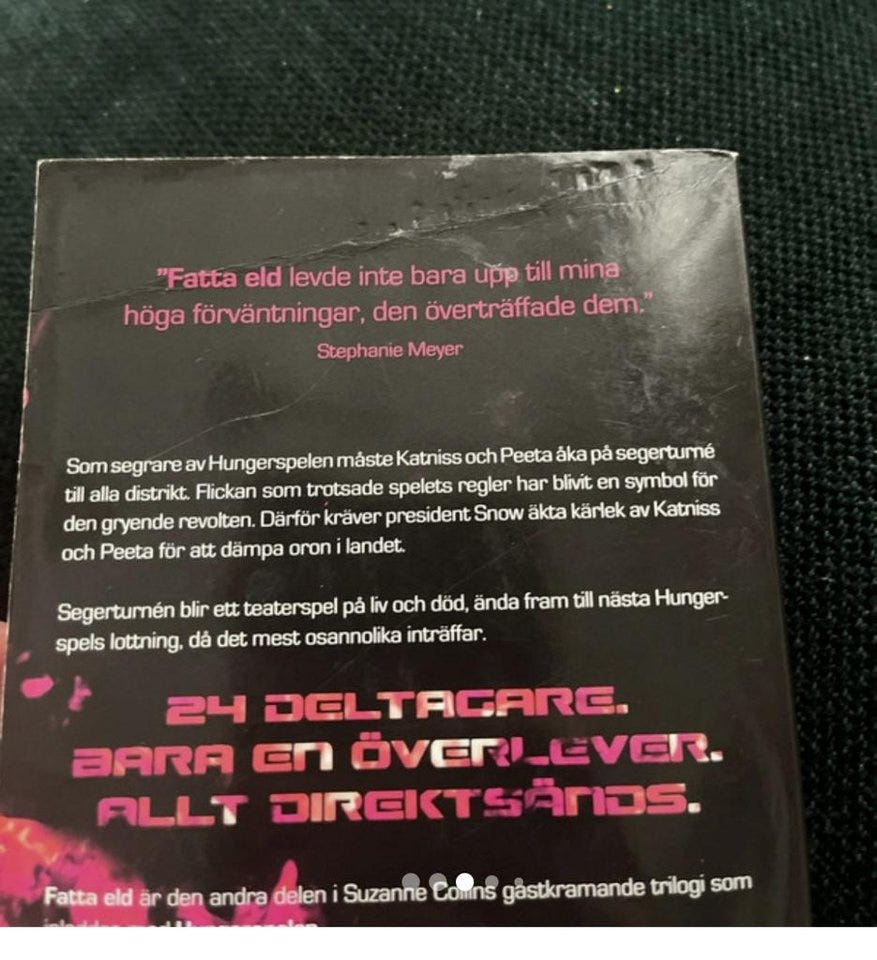 "Fatta eld levde inte bara upp till mina
höga förväntningar, den överträffade dem."
Stephanie Meyer
Som segrare av Hungerspelen måste Katniss och Peeta åka på segerturné
till alla distrikt. Flickan som trotsade spelets regler har blivit en symbol för
den gryende revolten. Därför kräver president Snow äkta kärlek av Katniss
och Peeta för att dämpa oron i landet.
Segerturnén blir ett teaterspel på liv och död, ända fram till nästa Hunger-
spels lottning, då det mest osannolika inträffar.
24 DELTAGARE.
BARA EN ÖVERLEVER.
ALLT DIREKTSÄNDS.
Fatta eld är den andra delen i Suzanne Collins gastkramande trilogi som